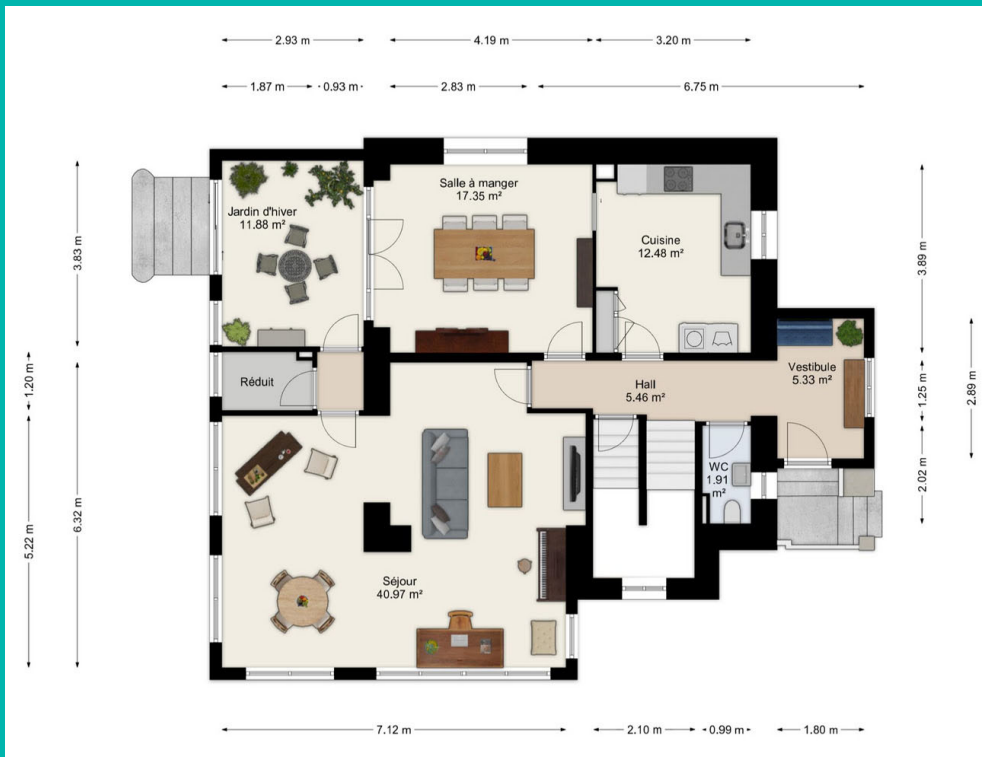 2.93 m
4.19 m
3.20 m
1.87 m
0.93 m
2.83 m
6.75 m
Salle à manger
17.35 m²
Jardin d'hiver
11.88 m²
Cuisine
12.48 m²
3.83 m
3.89 m
Réduit
Hall
5.46 m²
Vestibule
5.33 m²
1.20 m
1.25 m
2.89 m
WC
1.91
m²
2.02 m
6.32 m
5.22 m
Séjour
40.97 m²
7.12 m
2.10 m
0.99 m
1.80 m